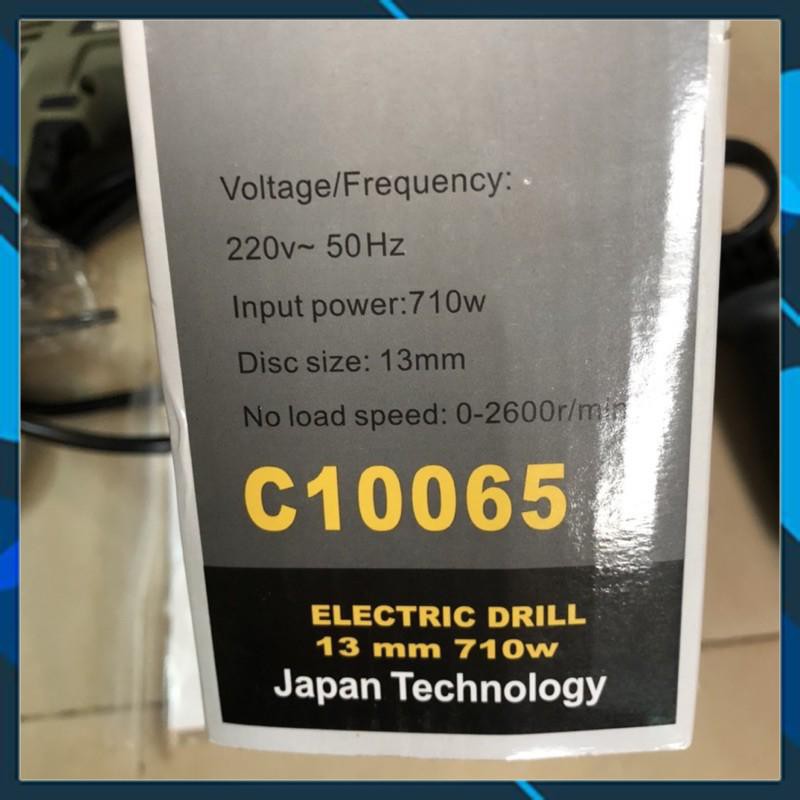 Voltage/Frequency:
220v~ 50Hz
Input power:710w
Disc size: 13mm
No load speed: 0-2600r/min
C10065
ELECTRIC DRILL
13 mm 710w
Japan Technology